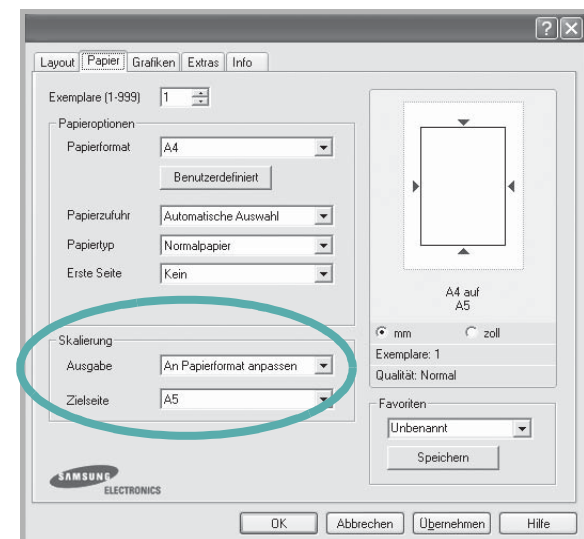 Layout Papier Grafiken Extras Info
Exemplare (1-999) 1
Papieroptionen
Papierformat A4
Benutzerdefiniert
Papierzufuhr Automatische Auswahl
Papiertyp Normalpapier
Erste Seite Kein
Skalierung
Ausgabe An Papierformat anpassen
Zielseite A5
A4 auf
A5
mm zoll
Exemplare: 1
Qualität: Normal
Favoriten
Unbenannt
Speichern
SAMSUNG
ELECTRONICS
OK Abbrechen Übernehmen Hilfe